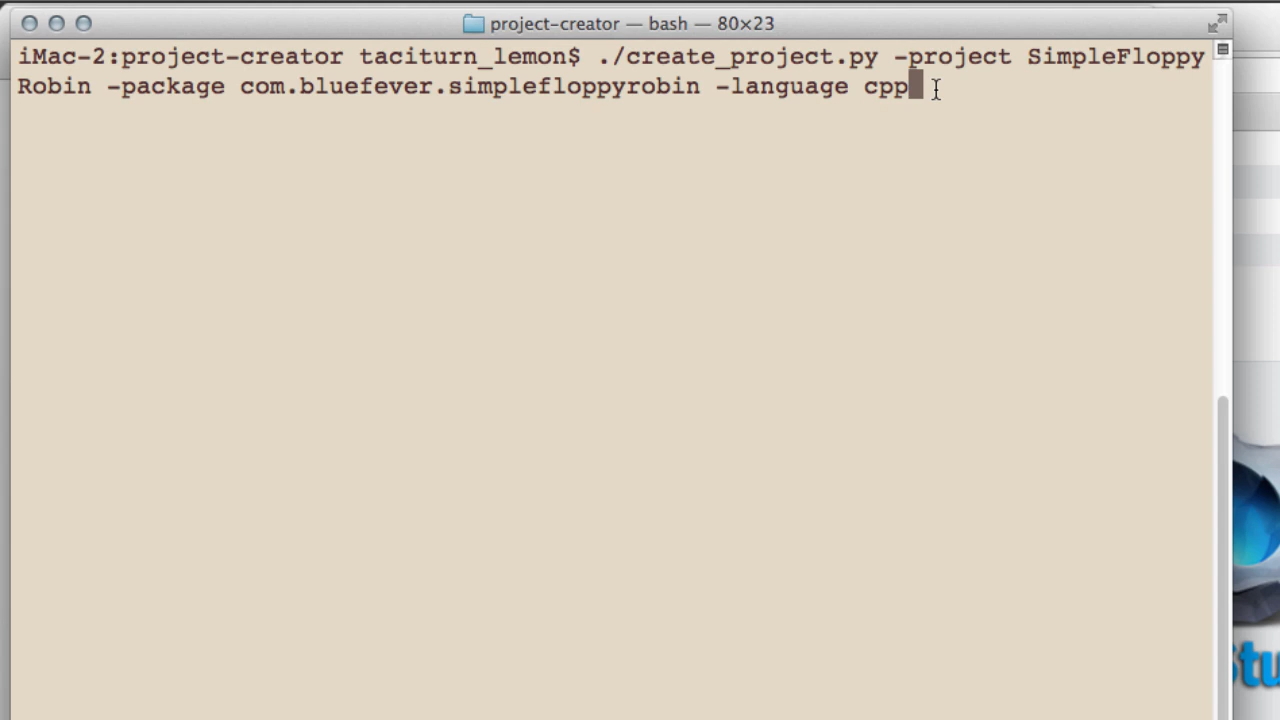 project-creator — bash — 80×23
iMac-2:project-creator taciturn_lemon$ ./create_project.py -project SimpleFloppy
Robin -package com.bluefever.simplefloppyrobin -language cpp